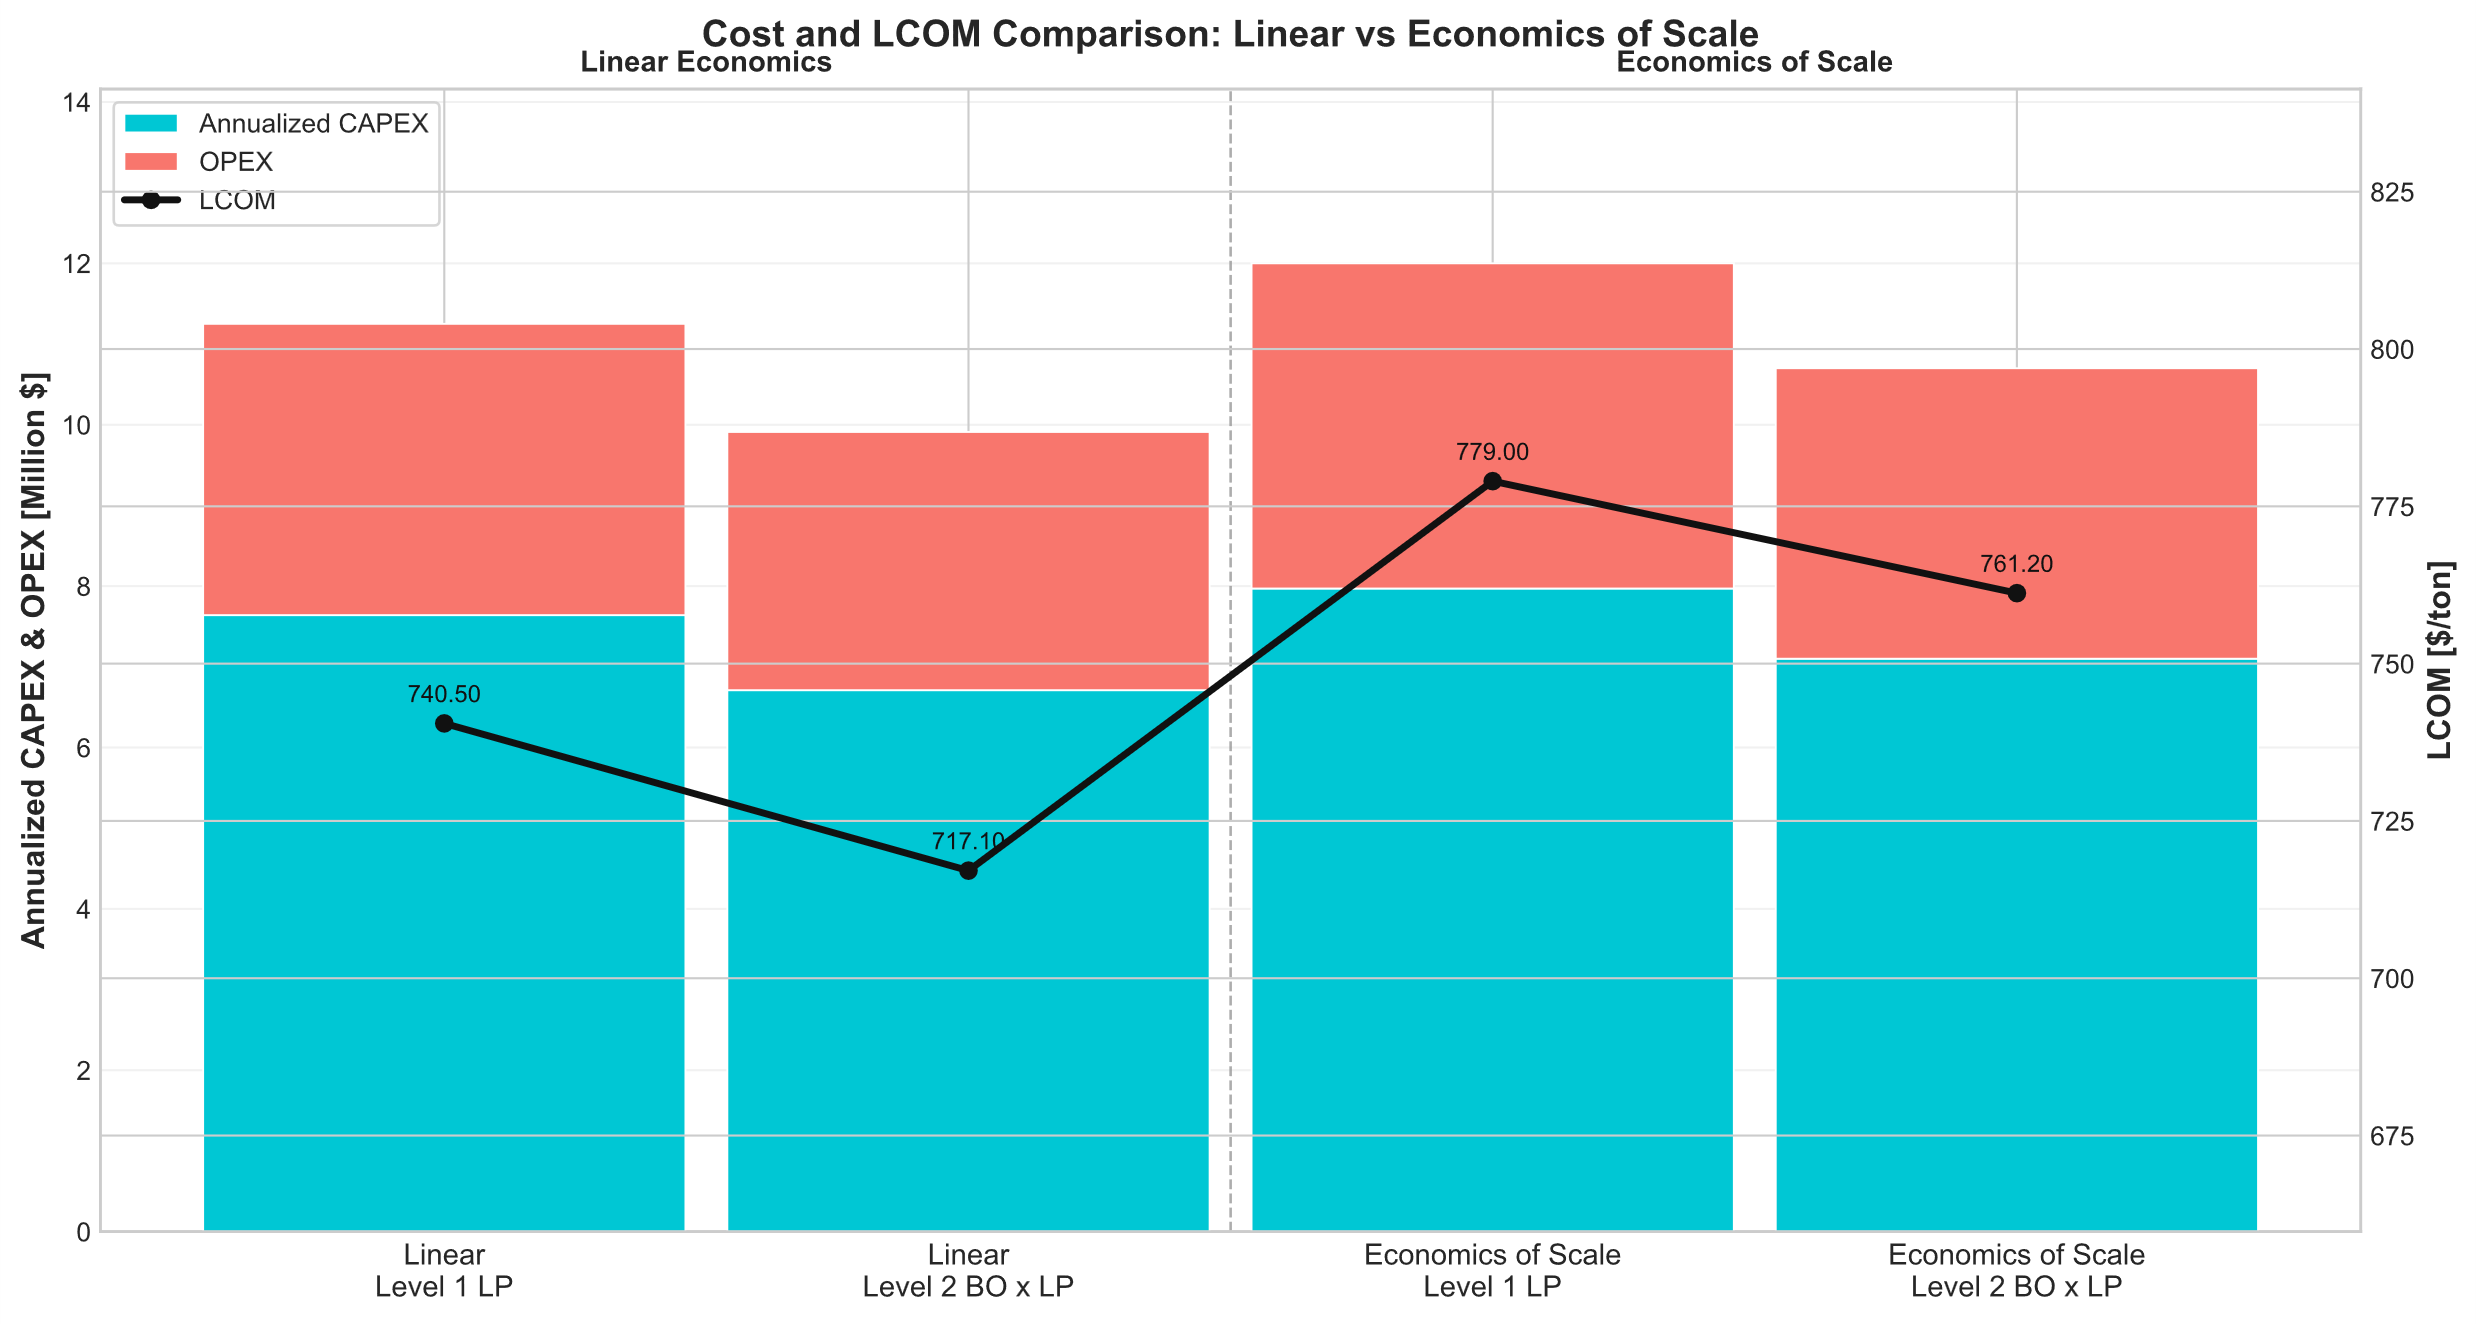 Cost and LCOM Comparison: Linear vs Economics of Scale
Linear Economics
Economics of Scale
Annualized CAPEX
OPEX
LCOM
Annualized CAPEX & OPEX [Million $]
14
12
10
8
6
4
2
0
740.50
717.10
779.00
761.20
825
800
775
750
725
700
675
LCOM [$/ton]
Linear
Level 1 LP
Linear
Level 2 BO x LP
Economics of Scale
Level 1 LP
Economics of Scale
Level 2 BO x LP